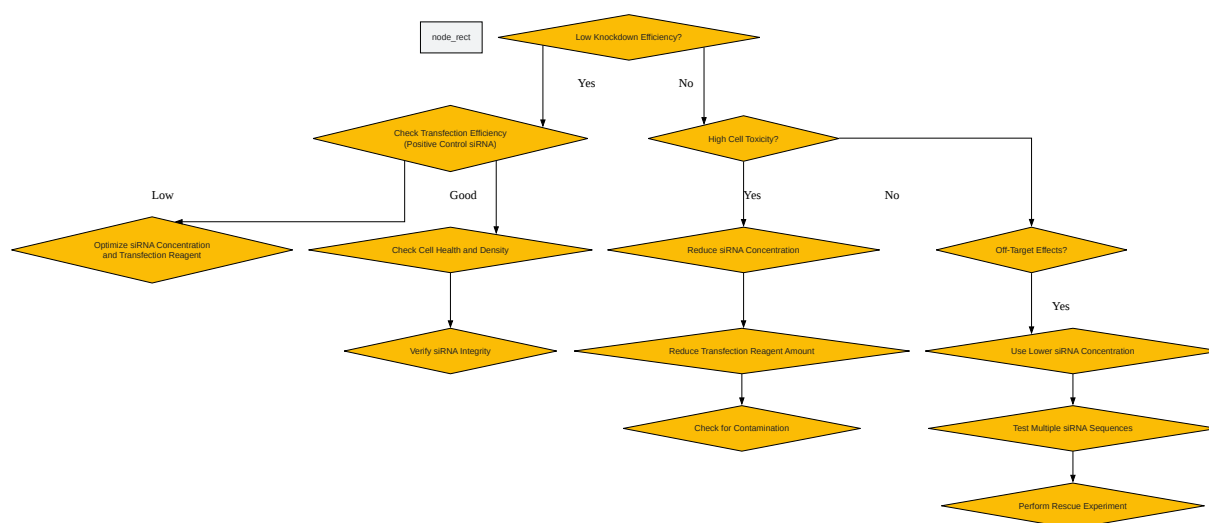 node_rect
Low Knockdown Efficiency?
Yes
No
Check Transfection Efficiency
(Positive Control siRNA)
High Cell Toxicity?
Low
Good
Yes
No
Optimize siRNA Concentration
and Transfection Reagent
Check Cell Health and Density
Reduce siRNA Concentration
Off-Target Effects?
Yes
Verify siRNA Integrity
Reduce Transfection Reagent Amount
Use Lower siRNA Concentration
Check for Contamination
Test Multiple siRNA Sequences
Perform Rescue Experiment